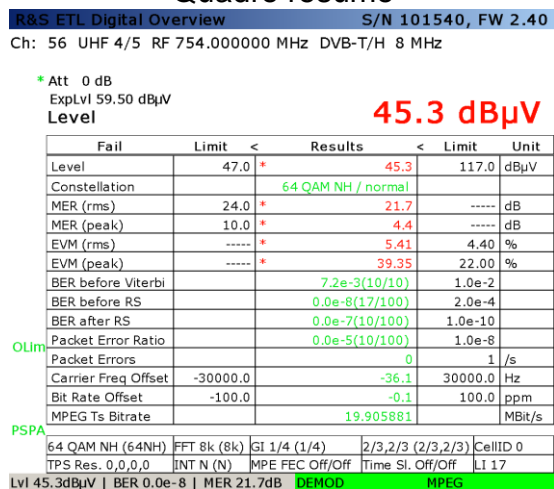 Quadro résumé
R&S ETL Digital Overview S/N 101540, FW 2.40
Ch: 56 UHF 4/5 RF 754.000000 MHz DVB-T/H 8 MHz
* Att 0 dB
ExpLvl 59.50 dBµV
Level 45.3 dBµV
Fail Limit < Results < Limit Unit
Level 47.0 * 45.3 117.0 dBµV
Constellation 64 QAM NH / normal
MER (rms) 24.0 * 21.7 ----- dB
MER (peak) 10.0 * 4.4 ----- dB
EVM (rms) ----- * 5.41 4.40 %
EVM (peak) ----- * 39.35 22.00 %
BER before Viterbi 7.2e-3(10/10) 1.0e-2
BER before RS 0.0e-8(17/100) 2.0e-4
BER after RS 0.0e-7(10/100) 1.0e-10
Packet Error Ratio 0.0e-5(10/100) 1.0e-8
OLim
Packet Errors 0 1 /s
Carrier Freq Offset -30000.0 -36.1 30000.0 Hz
Bit Rate Offset -100.0 -0.1 100.0 ppm
MPEG Ts Bitrate 19.905881 MBit/s
PSPA
64 QAM NH (64NH) FFT 8k (8k) GI 1/4 (1/4) 2/3,2/3 (2/3,2/3) CellID 0
TPS Res. 0,0,0,0 INT N (N) MPE FEC Off/Off Time Sl. Off/Off LI 17
Lvl 45.3dBµV | BER 0.0e-8 | MER 21.7dB DEMOD MPEG